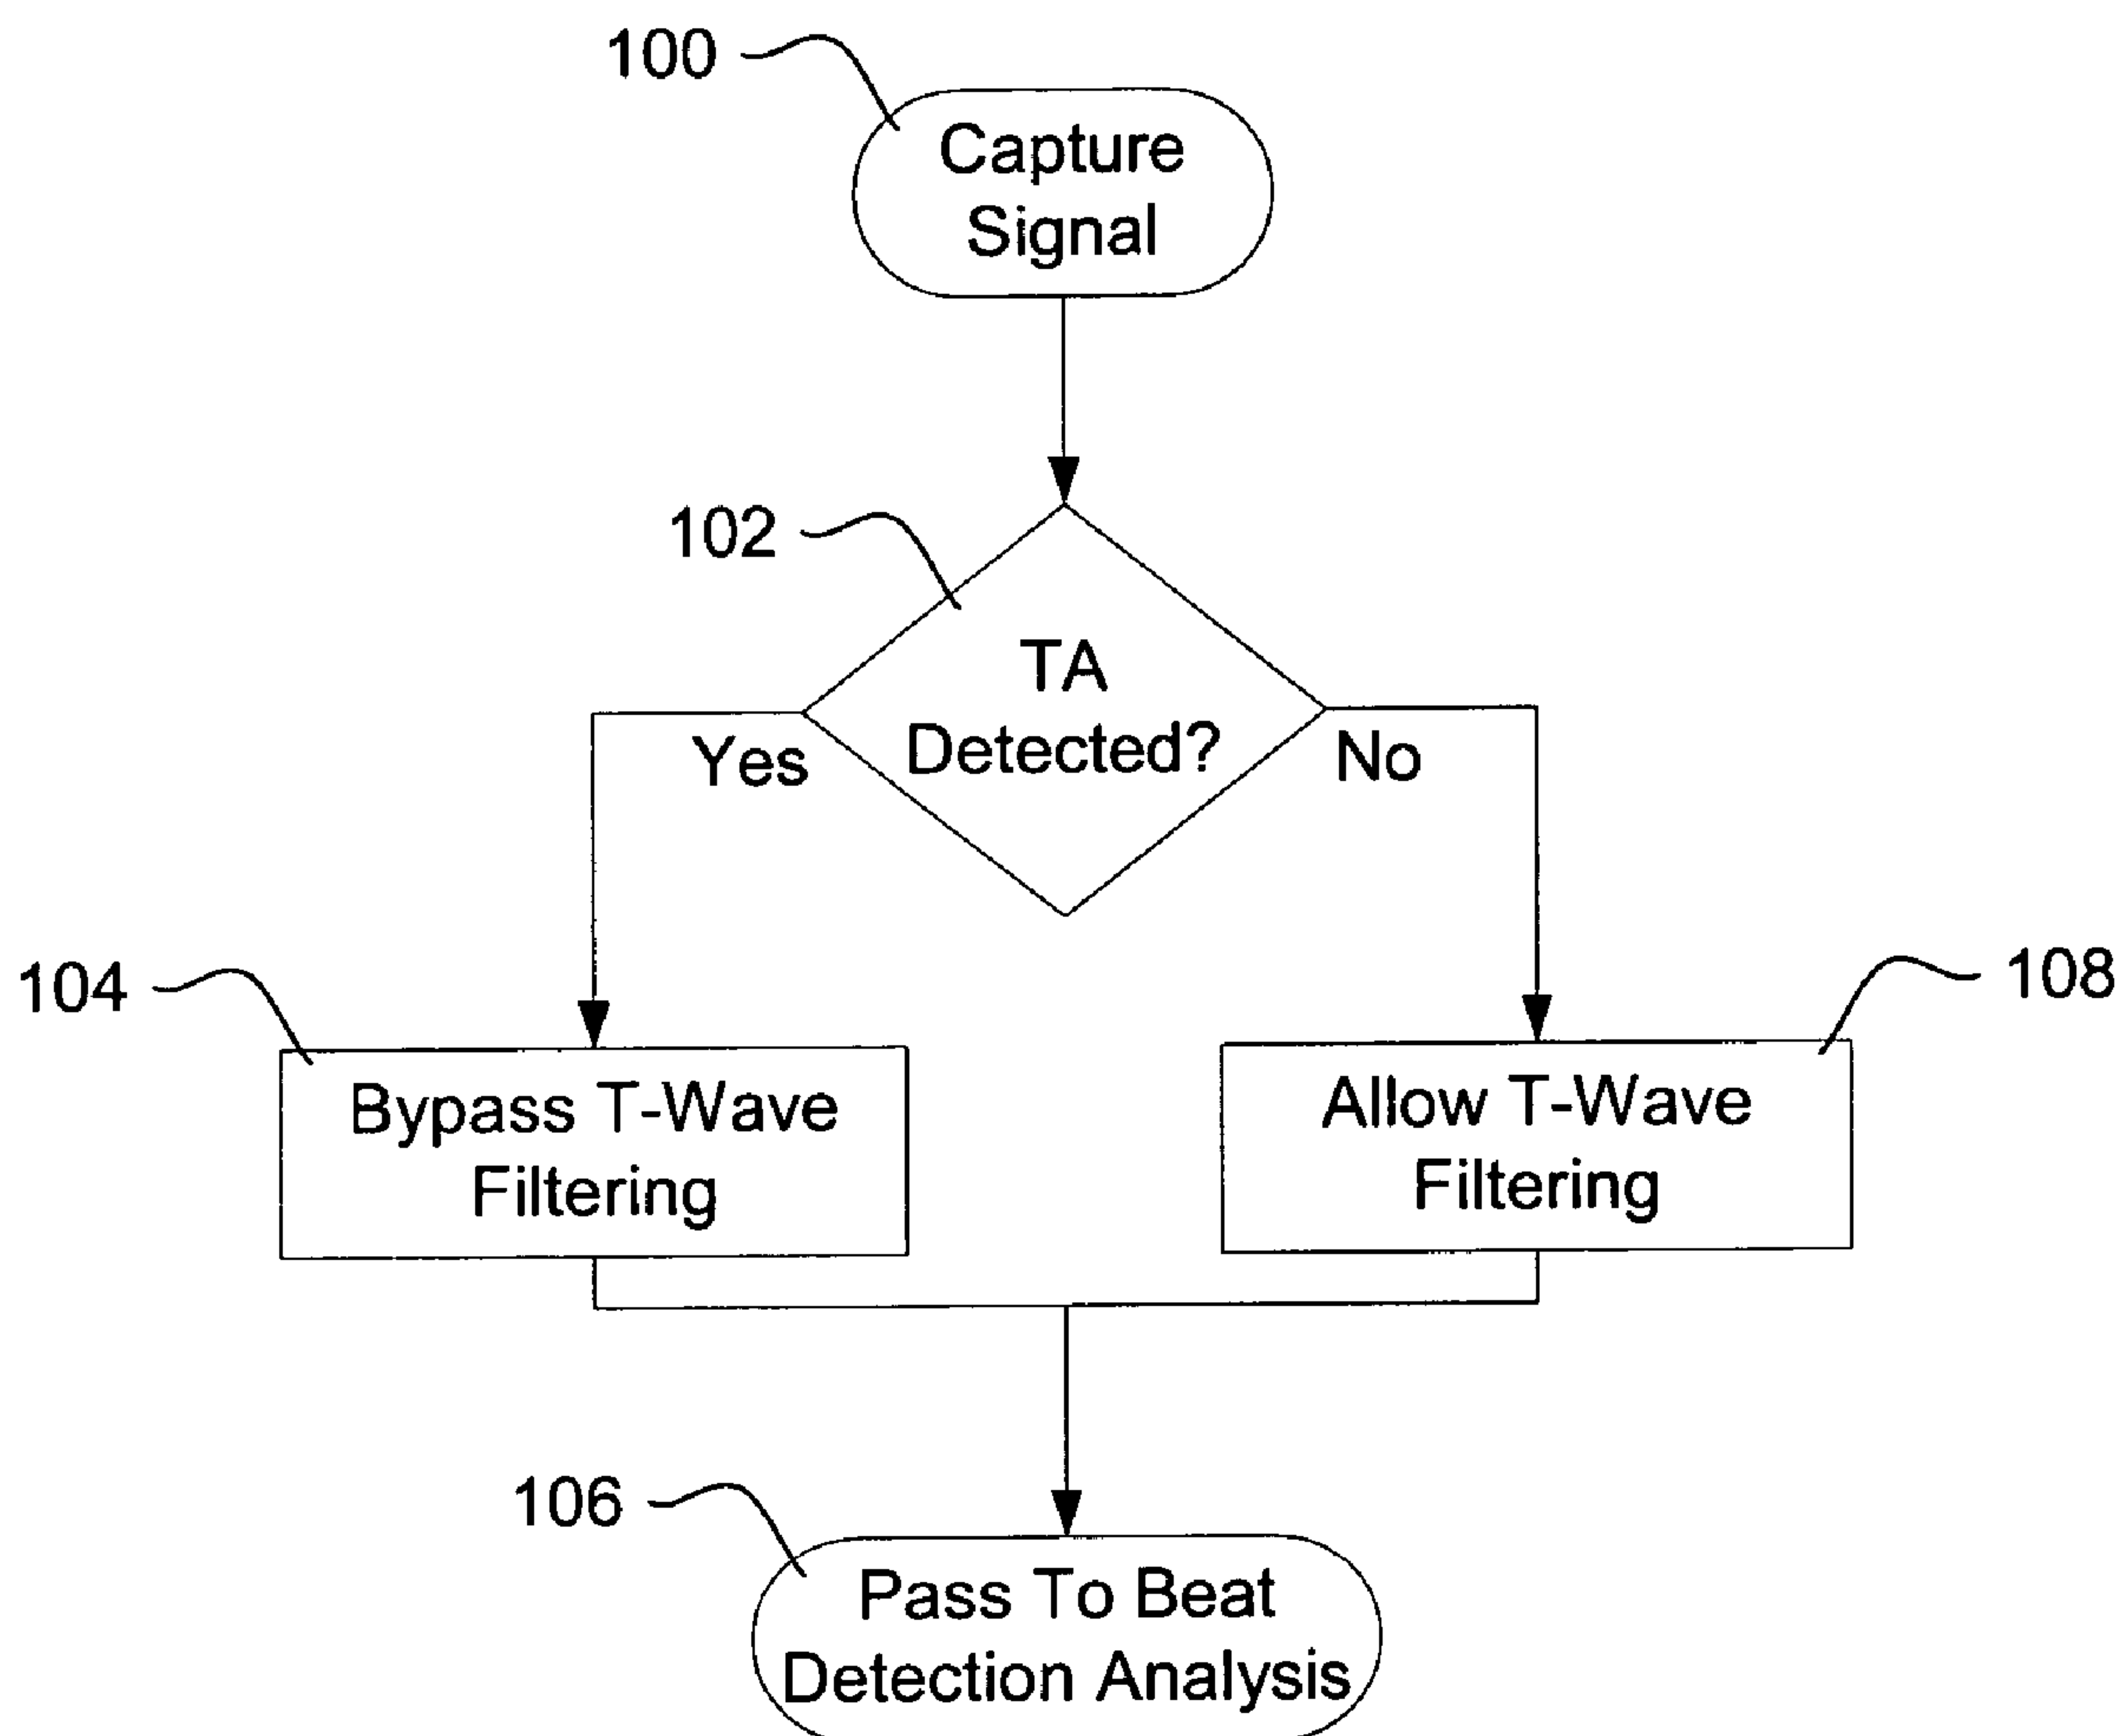 100
Capture
Signal
102
TA
Detected?
Yes
No
104
108
Bypass T-Wave
Filtering
Allow T-Wave
Filtering
106
Pass To Beat
Detection Analysis